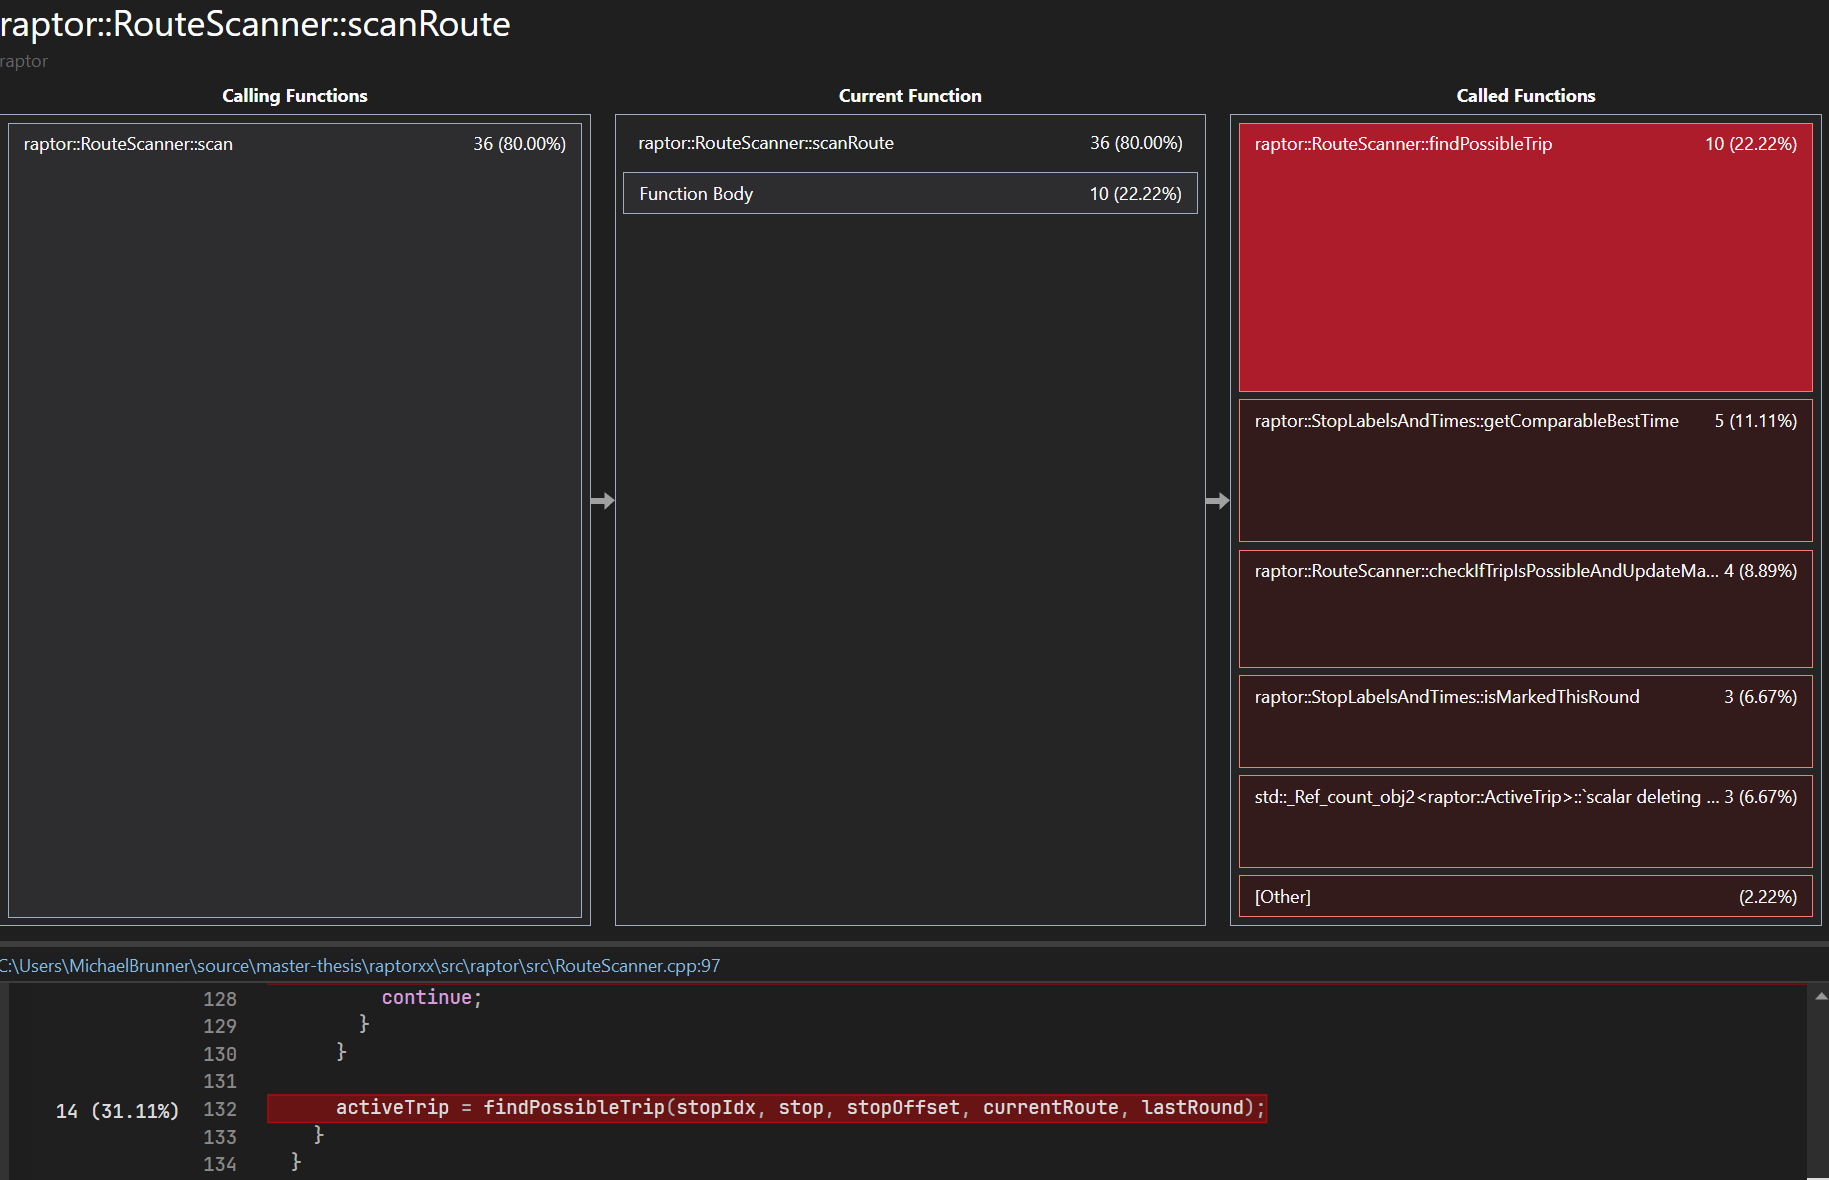 raptor::RouteScanner::scanRoute
raptor
Calling Functions
Current Function
Called Functions
raptor::RouteScanner::scan 36 (80.00%)
raptor::RouteScanner::scanRoute 36 (80.00%)
Function Body 10 (22.22%)
raptor::RouteScanner::findPossibleTrip 10 (22.22%)
raptor::StopLabelsAndTimes::getComparableBestTime 5 (11.11%)
raptor::RouteScanner::checkIfTripIsPossibleAndUpdateMa... 4 (8.89%)
raptor::StopLabelsAndTimes::isMarkedThisRound 3 (6.67%)
std::_Ref_count_obj2<raptor::ActiveTrip>::`scalar deleting ... 3 (6.67%)
[Other] (2.22%)
C:\Users\MichaelBrunner\source\master-thesis\raptorxx\src\raptor\src\RouteScanner.cpp:97
128 continue;
129 }
130 }
131
14 (31.11%) 132 activeTrip = findPossibleTrip(stopIdx, stop, stopOffset, currentRoute, lastRound);
133 }
134 }